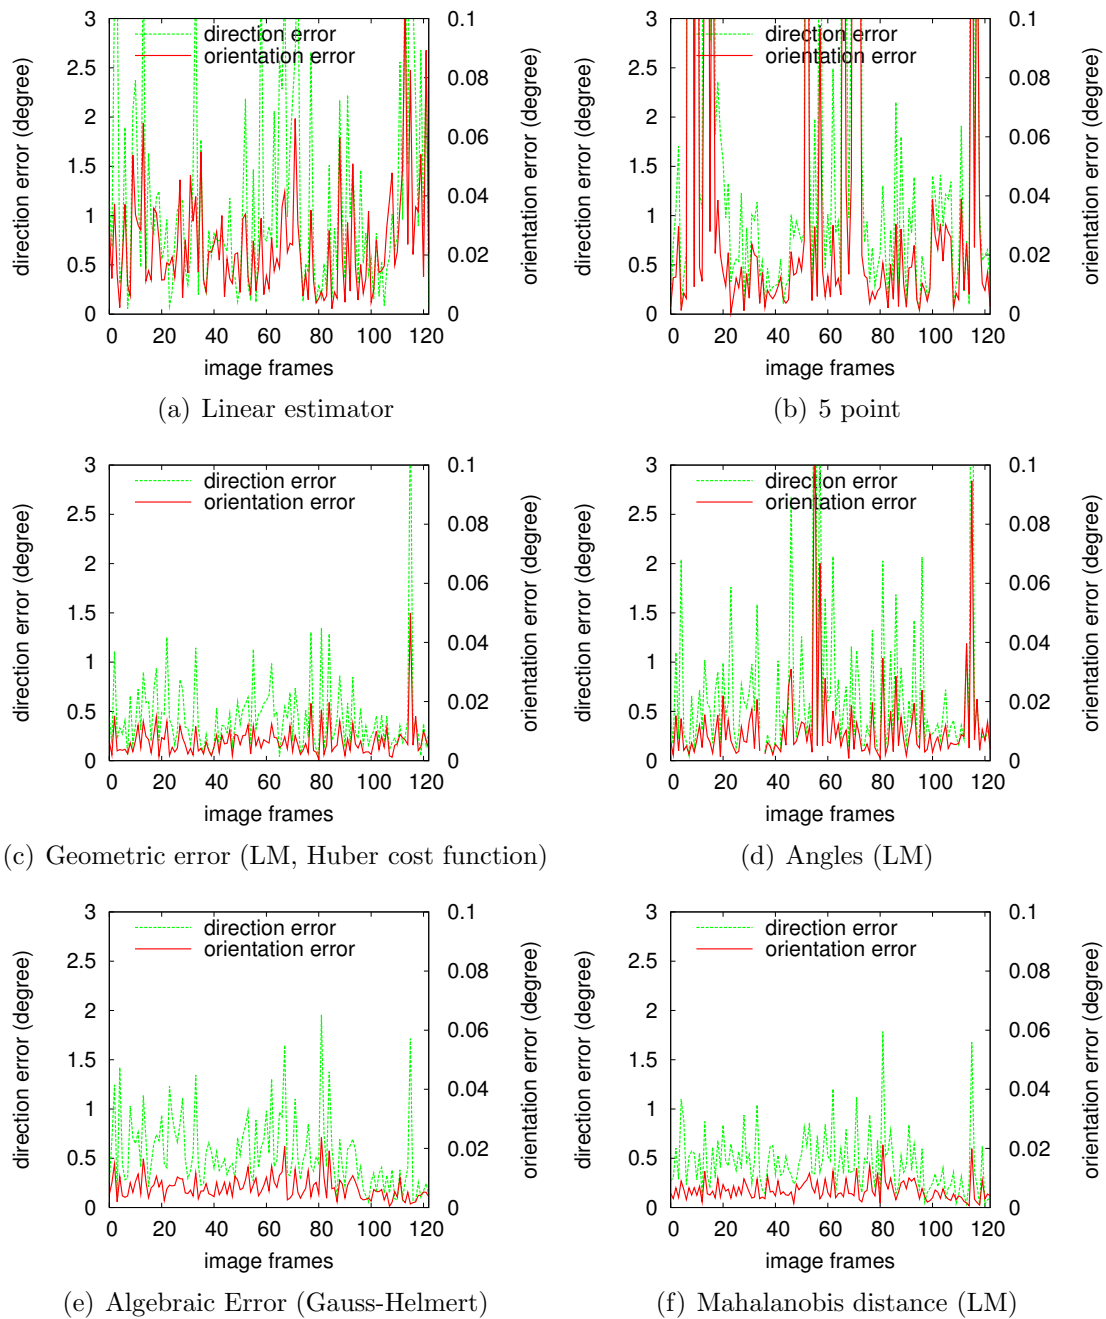 direction error
orientation error
direction error (degree)
3
2.5
2
1.5
1
0.5
0
0.1
0.08
0.06
0.04
0.02
0
orientation error (degree)
0 20 40 60 80 100 120
image frames
(a) Linear estimator
direction error
orientation error
direction error (degree)
3
2.5
2
1.5
1
0.5
0
0.1
0.08
0.06
0.04
0.02
0
orientation error (degree)
0 20 40 60 80 100 120
image frames
(b) 5 point
direction error
orientation error
direction error (degree)
3
2.5
2
1.5
1
0.5
0
0.1
0.08
0.06
0.04
0.02
0
orientation error (degree)
0 20 40 60 80 100 120
image frames
(c) Geometric error (LM, Huber cost function)
direction error
orientation error
direction error (degree)
3
2.5
2
1.5
1
0.5
0
0.1
0.08
0.06
0.04
0.02
0
orientation error (degree)
0 20 40 60 80 100 120
image frames
(d) Angles (LM)
direction error
orientation error
direction error (degree)
3
2.5
2
1.5
1
0.5
0
0.1
0.08
0.06
0.04
0.02
0
orientation error (degree)
0 20 40 60 80 100 120
image frames
(e) Algebraic Error (Gauss-Helmert)
direction error
orientation error
direction error (degree)
3
2.5
2
1.5
1
0.5
0
0.1
0.08
0.06
0.04
0.02
0
orientation error (degree)
0 20 40 60 80 100 120
image frames
(f) Mahalanobis distance (LM)